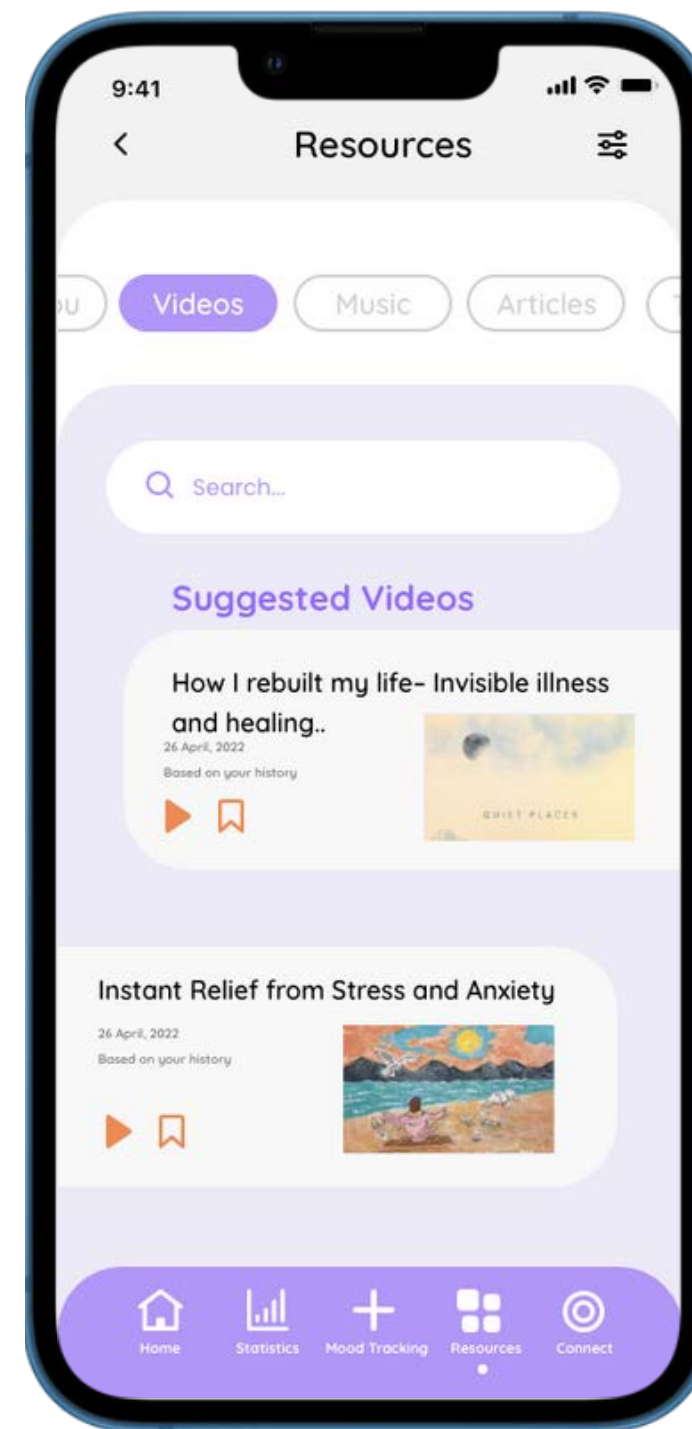 9:41
Resources
ou
Videos
Music
Articles
T
Search...
Suggested Videos
How I rebuilt my life– Invisible illness
and healing..
26 April, 2022
Based on your history
QUIET PLACES
Instant Relief from Stress and Anxiety
26 April, 2022
Based on your history
Home
Statistics
Mood Tracking
Resources
Connect